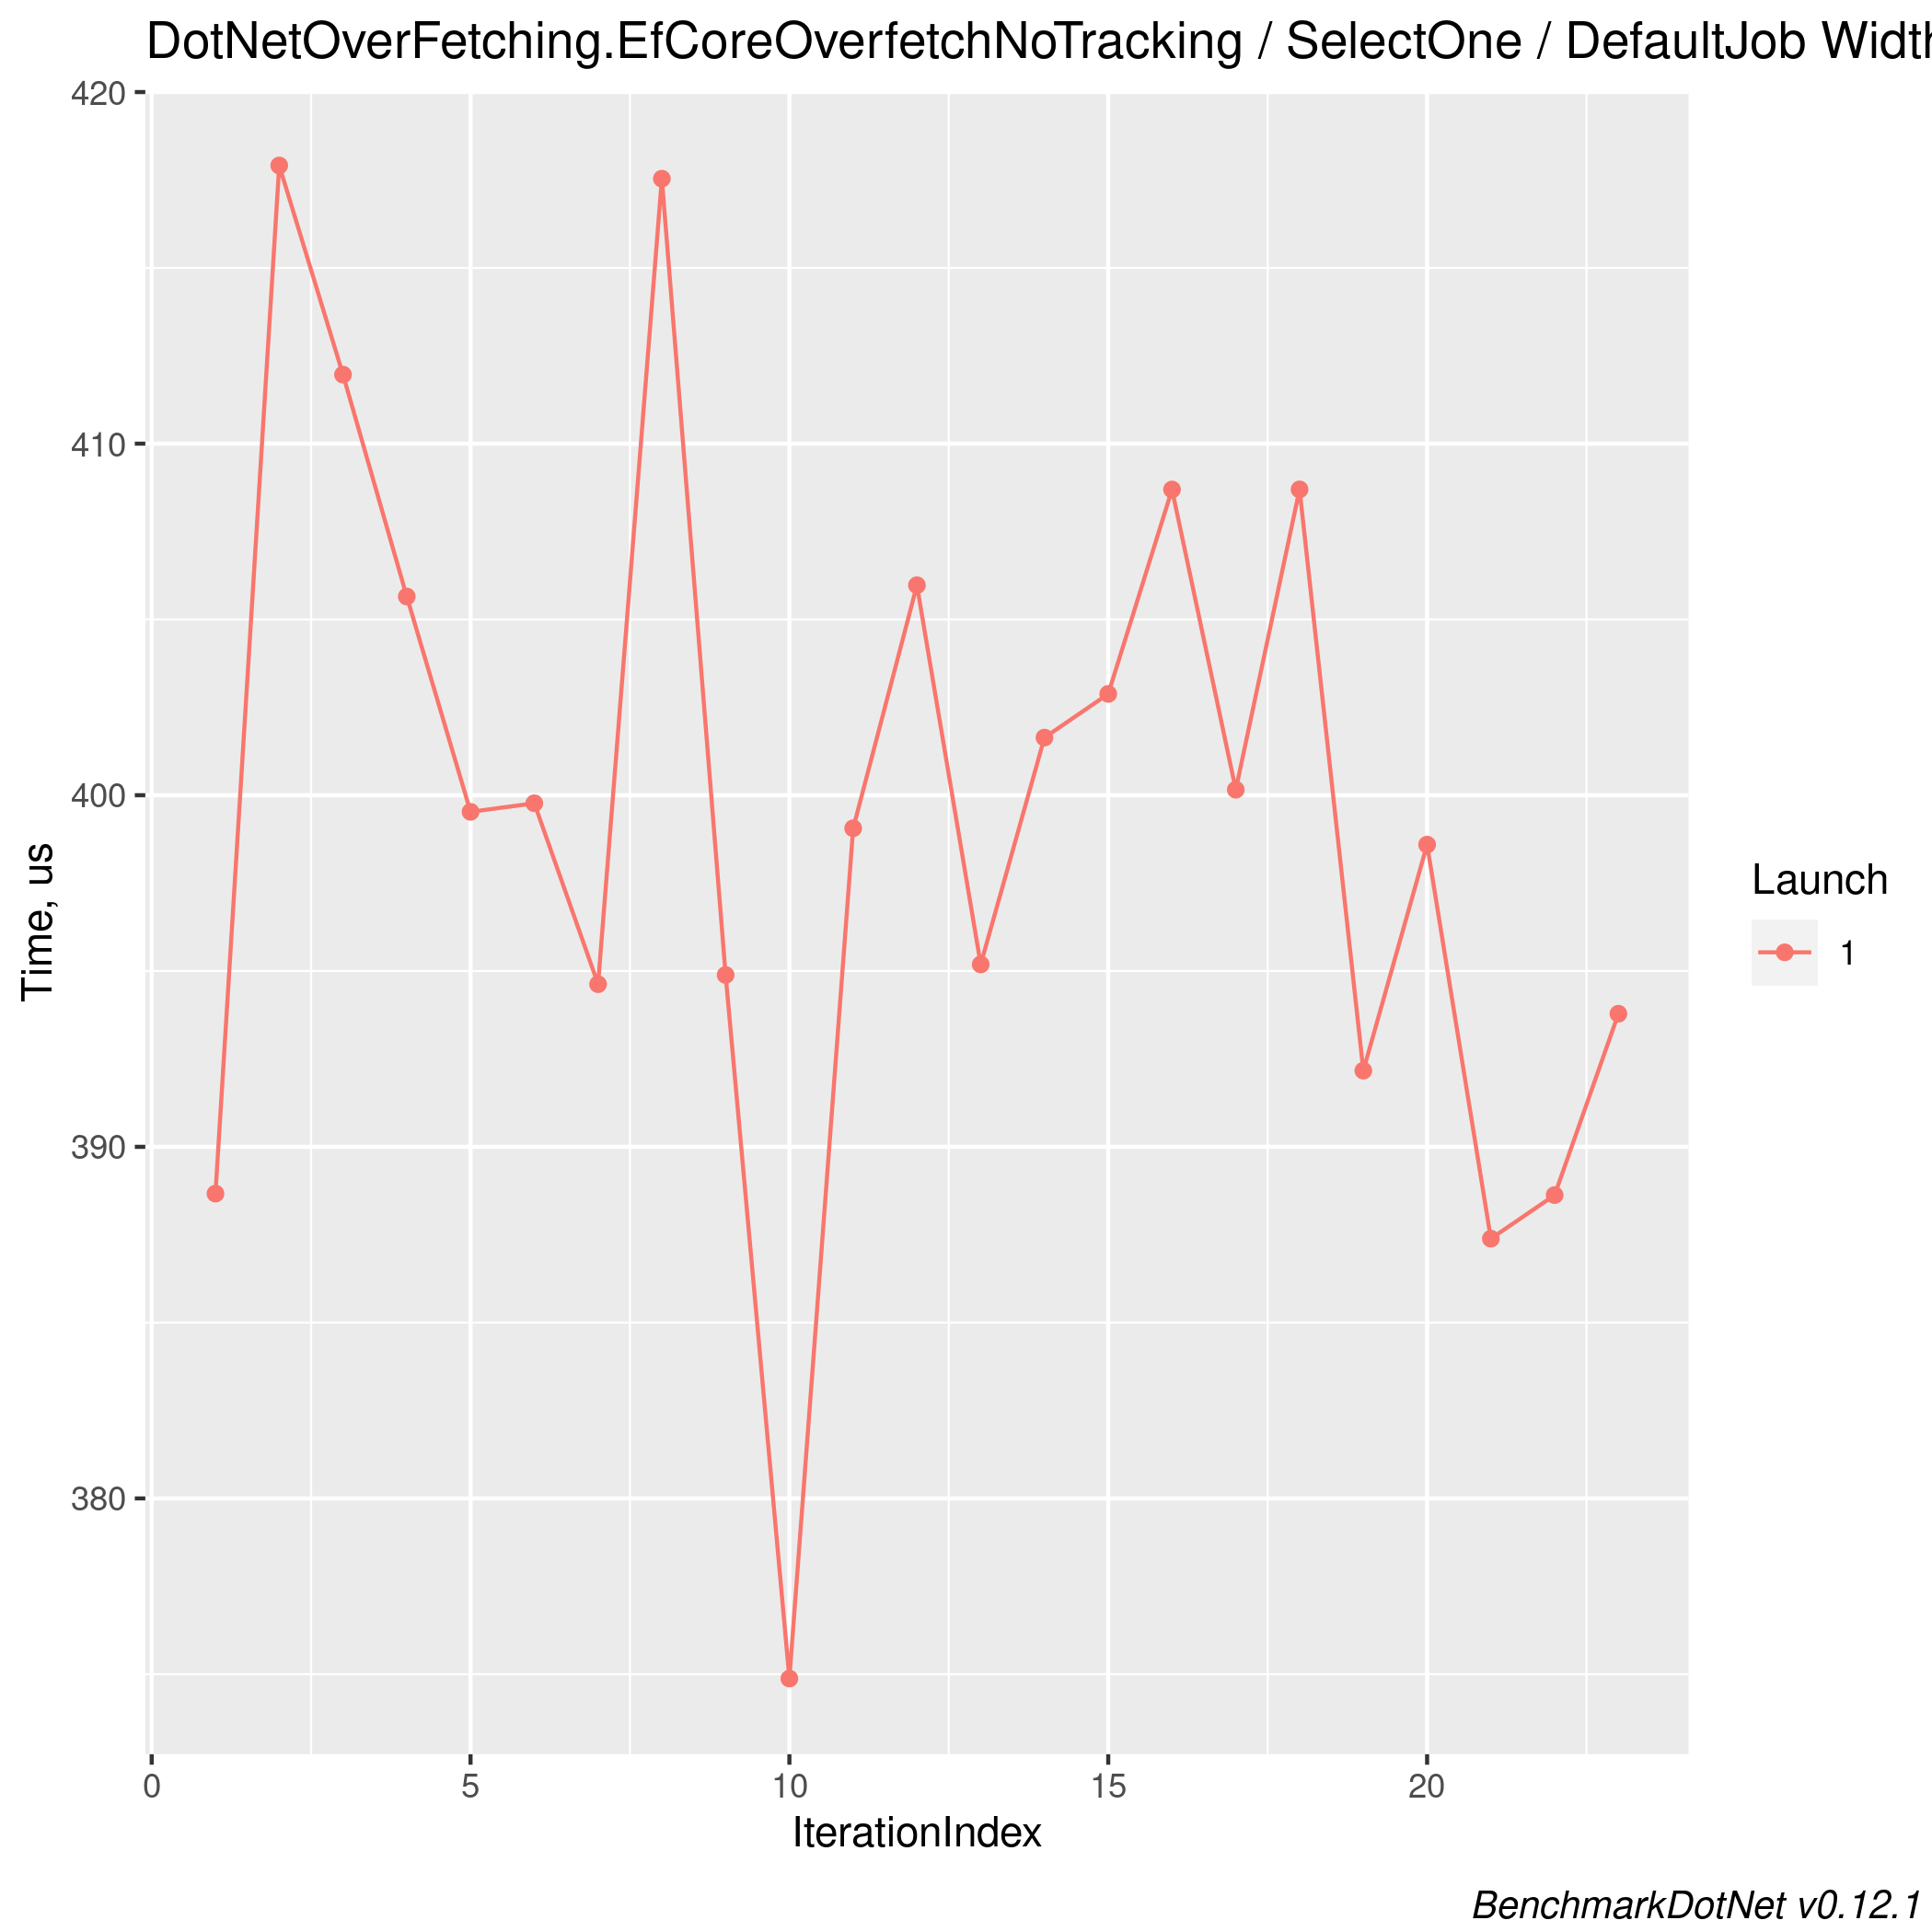 DotNetOverFetching.EfCoreOverfetchNoTracking / SelectOne / DefaultJob Width
420
410
400
390
380
Time, us
0 5 10 15 20
IterationIndex
Launch
1
BenchmarkDotNet v0.12.1